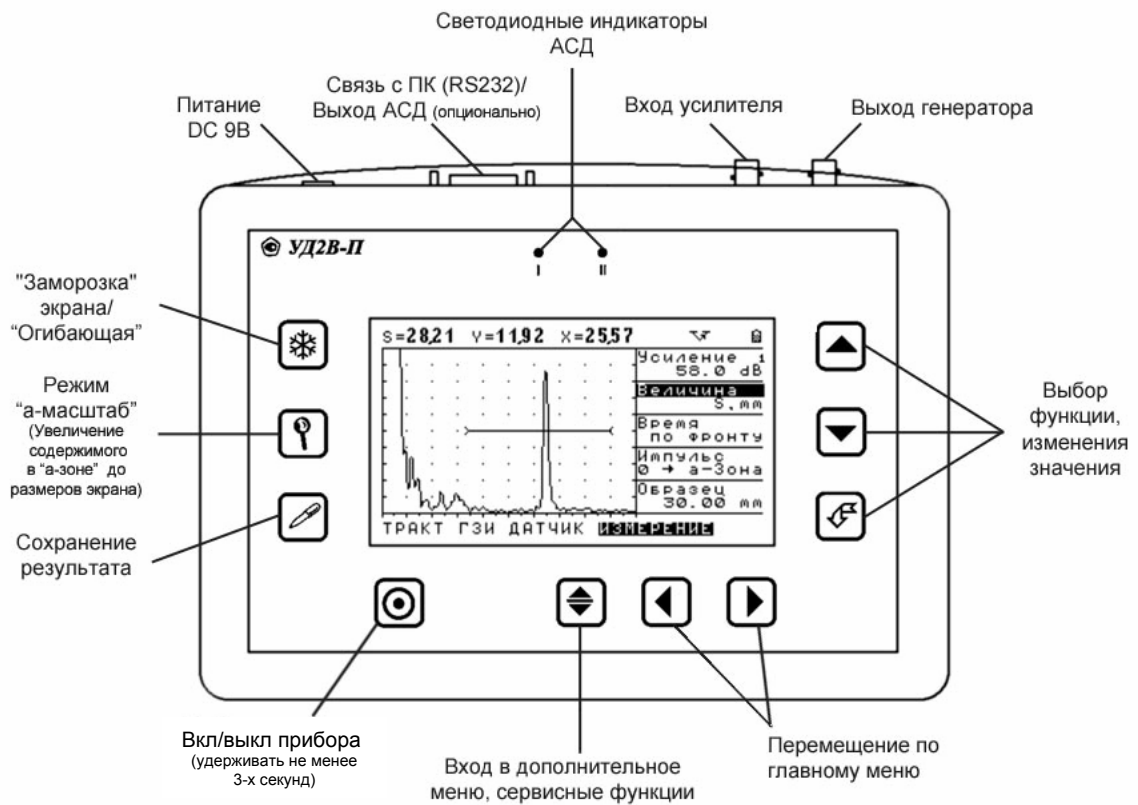 Светодиодные индикаторы
АСД
Связь с ПК (RS232)/
Выход АСД (опционально)
Питание
DC 9В
Вход усилителя
Выход генератора
УД2В-П
I
II
"Заморозка"
экрана/
“Огибающая”
Режим
“а-масштаб”
(Увеличение
содержимого
в “а-зоне” до
размеров экрана)
Сохранение
результата
S=28,21 Y=11,92 X=25,57
Усиление 1
58.0 dB
Величина
S, mm
Время
по фронту
Импульс
0 → а-Зона
Образец
30.00 mm
ТРАКТ ГЗИ ДАТЧИК ИЗМЕРЕНИЕ
Выбор
функции,
изменения
значения
Вкл/выкл прибора
(удерживать не менее
3-х секунд)
Вход в дополнительное
меню, сервисные функции
Перемещение по
главному меню